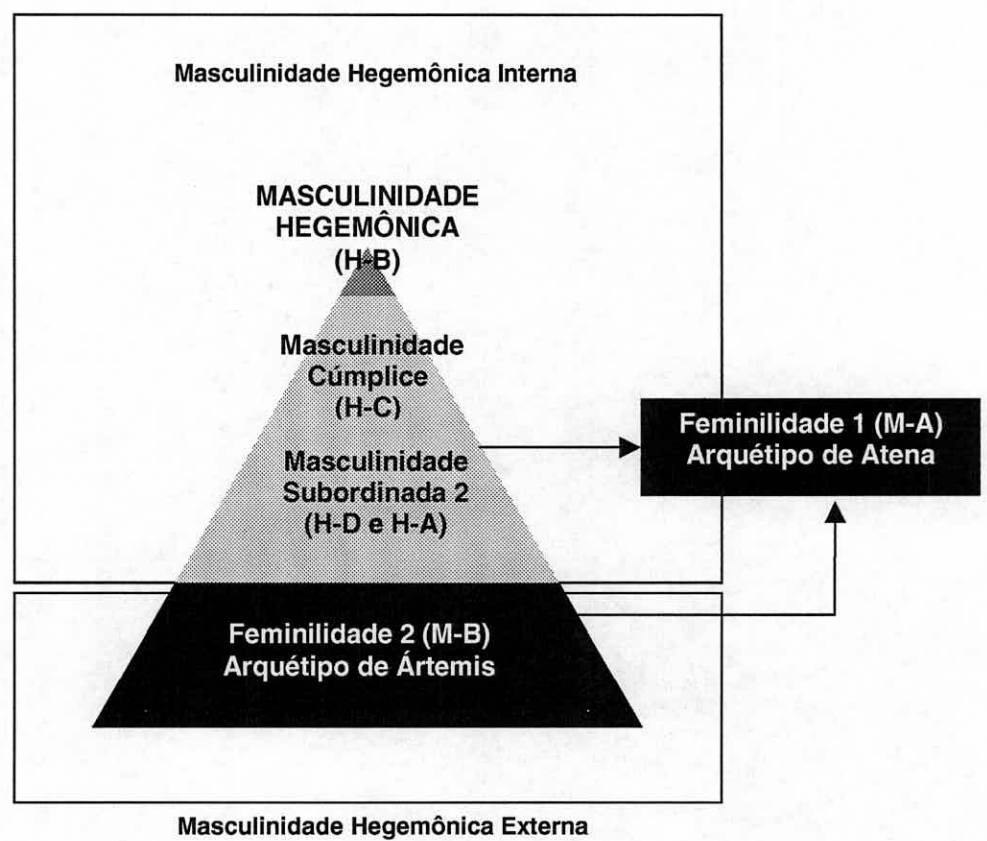 Masculinidade Hegemônica Interna
MASCULINIDADE
HEGEMÔNICA
(H-B)
Masculinidade
Cúmplice
(H-C)
Masculinidade
Subordinada 2
(H-D e H-A)
Feminilidade 1 (M-A)
Arquétipo de Atena
Feminilidade 2 (M-B)
Arquétipo de Ártemis
Masculinidade Hegemônica Externa